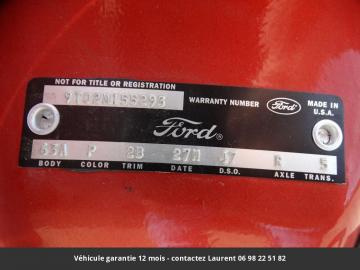 NOT FOR TITLE OR REGISTRATION
9T02M155293
WARRANTY NUMBER
Ford
MADE IN
U.S.A.
Ford®
63A P 2B 27H 37 R 5
BODY COLOR TRIM DATE D.S.O. AXLE TRANS.
Véhicule garantie 12 mois - contactez Laurent 06 98 22 51 82